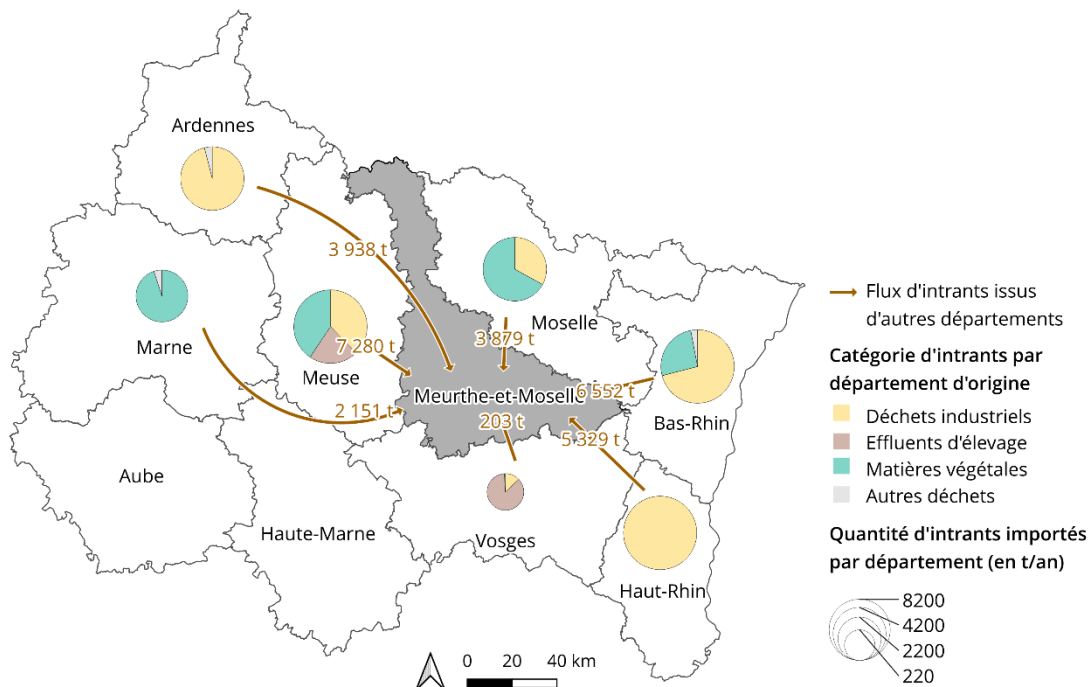 Ardennes
3 938 t
Marne
Moselle
3 879 t
7 280 t
Meuse
Meurthe-et-Moselle
6 552 t
2 151 t
203 t
Bas-Rhin
5 329 t
Aube
Haute-Marne
Vosges
Haut-Rhin
0 20 40 km
Flux d'intrants issus
d'autres départements
Catégorie d'intrants par
département d'origine
Déchets industriels
Effluents d'élevage
Matières végétales
Autres déchets
Quantité d'intrants importés
par département (en t/an)
8200
4200
2200
220